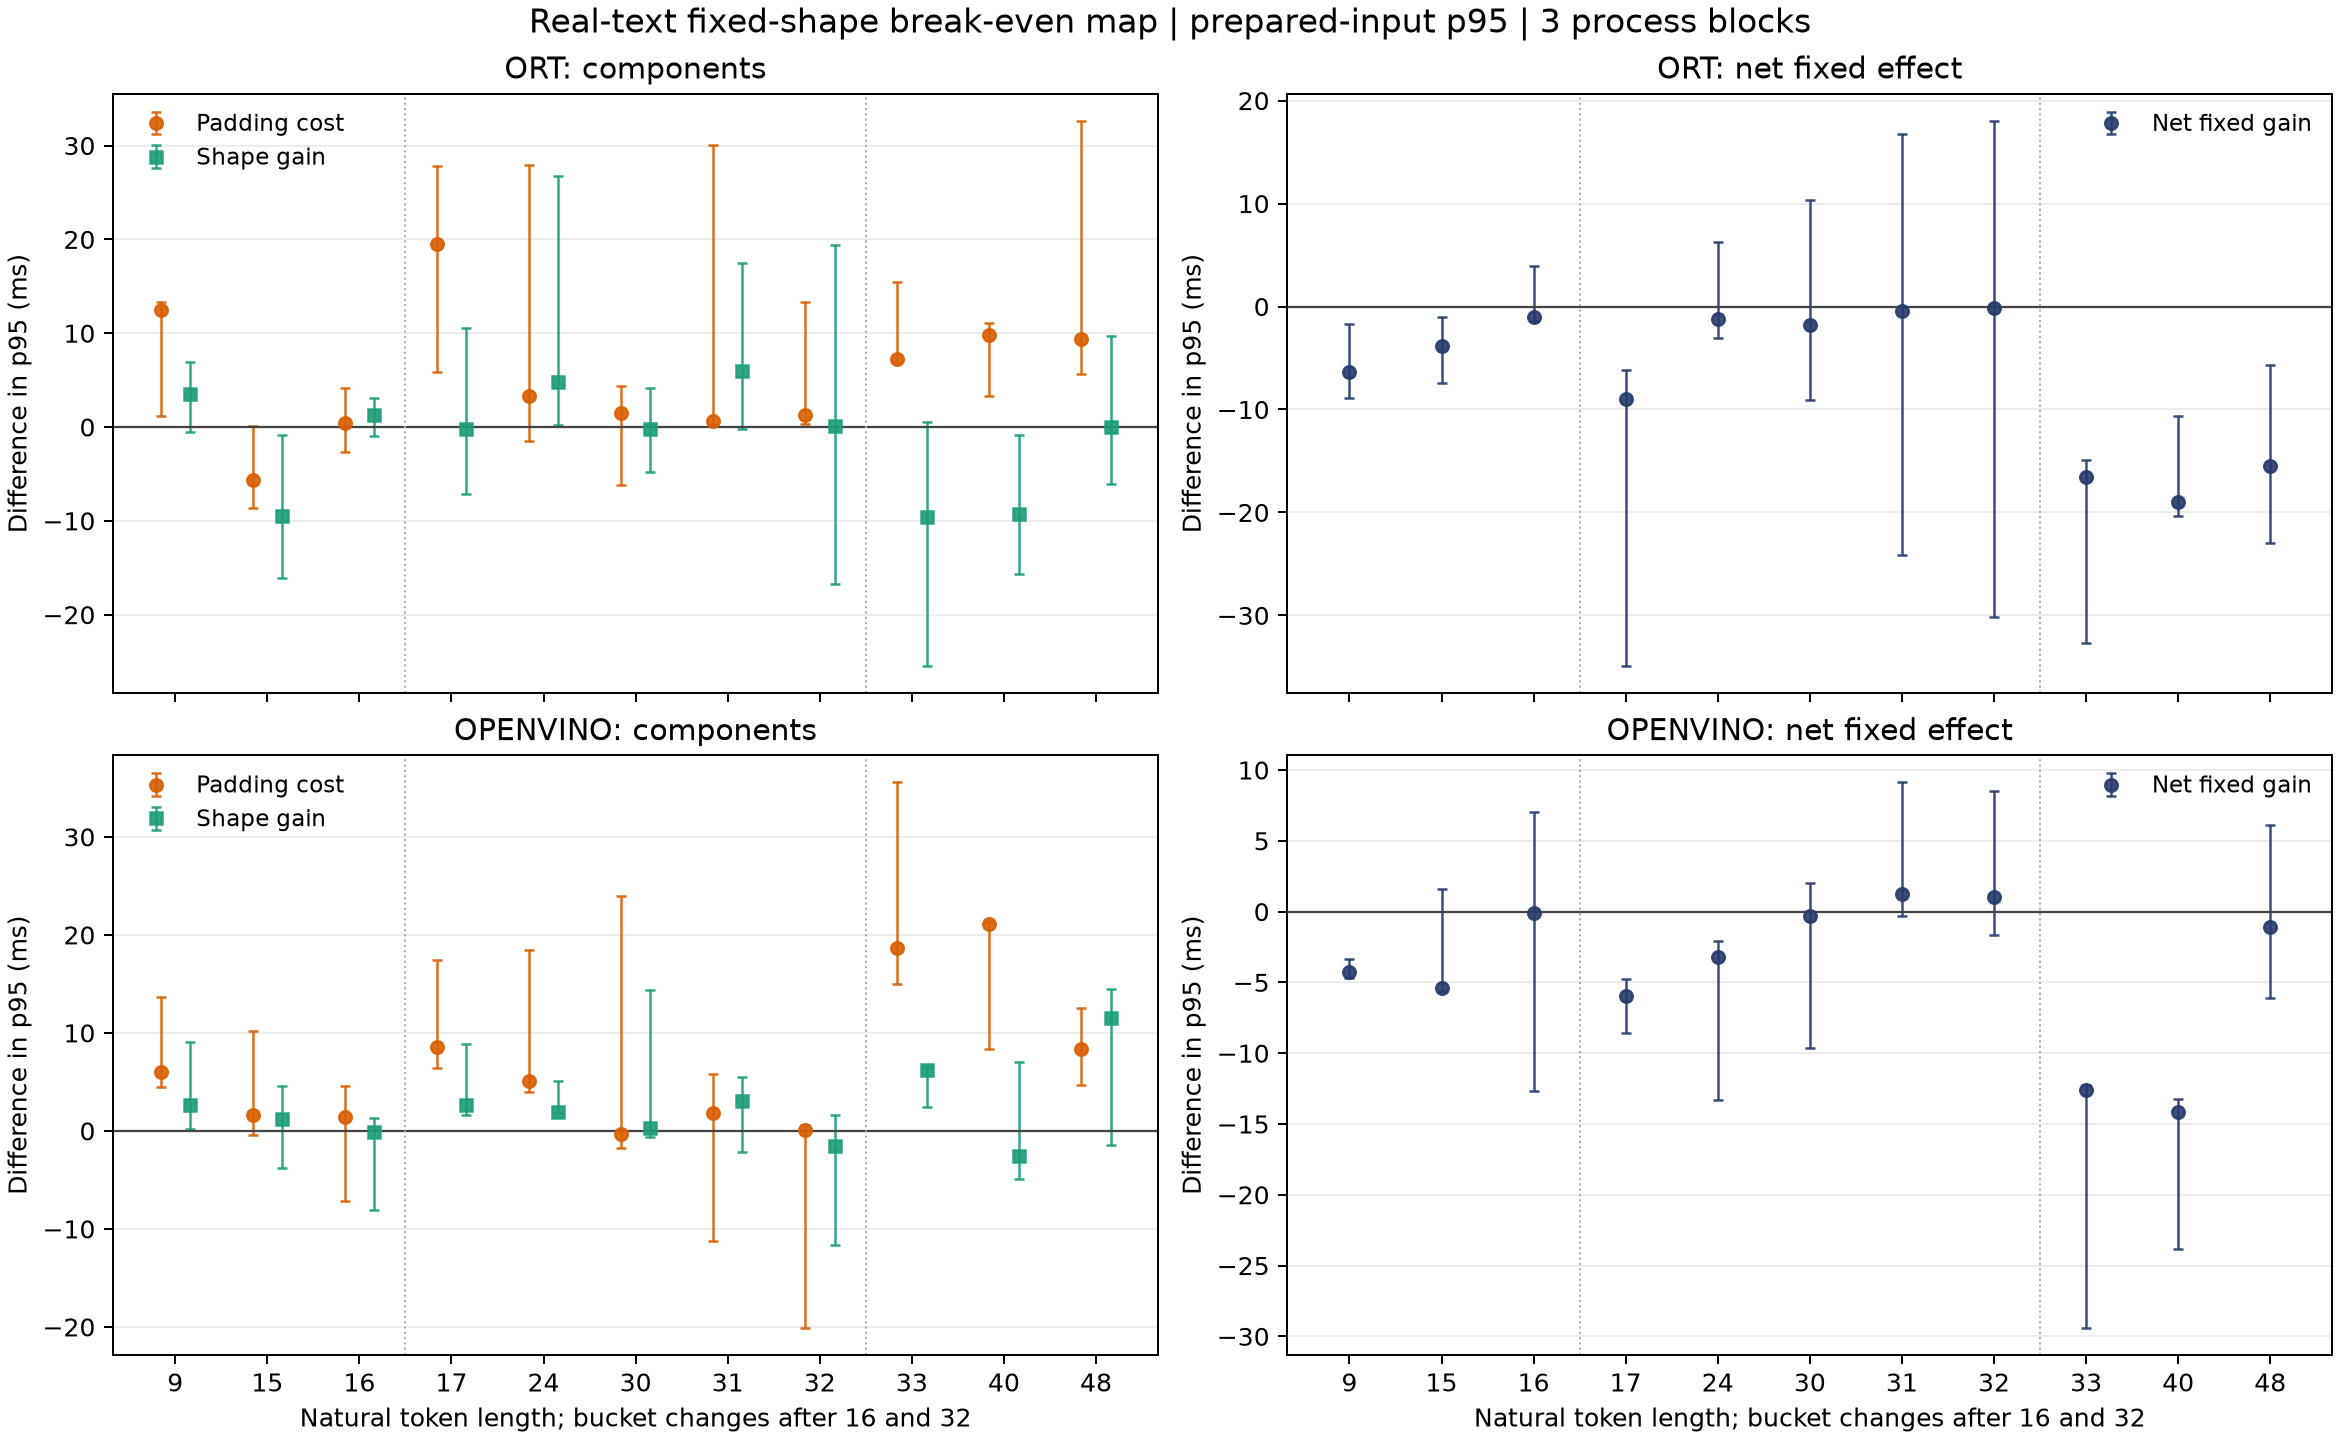 Real-text fixed-shape break-even map | prepared-input p95 | 3 process blocks
ORT: components
Padding cost
Shape gain
Difference in p95 (ms)
30
20
10
0
−10
−20
ORT: net fixed effect
Net fixed gain
Difference in p95 (ms)
20
10
0
−10
−20
−30
OPENVINO: components
Padding cost
Shape gain
Difference in p95 (ms)
30
20
10
0
−10
−20
9 15 16 17 24 30 31 32 33 40 48
Natural token length; bucket changes after 16 and 32
OPENVINO: net fixed effect
Net fixed gain
Difference in p95 (ms)
10
5
0
−5
−10
−15
−20
−25
−30
9 15 16 17 24 30 31 32 33 40 48
Natural token length; bucket changes after 16 and 32